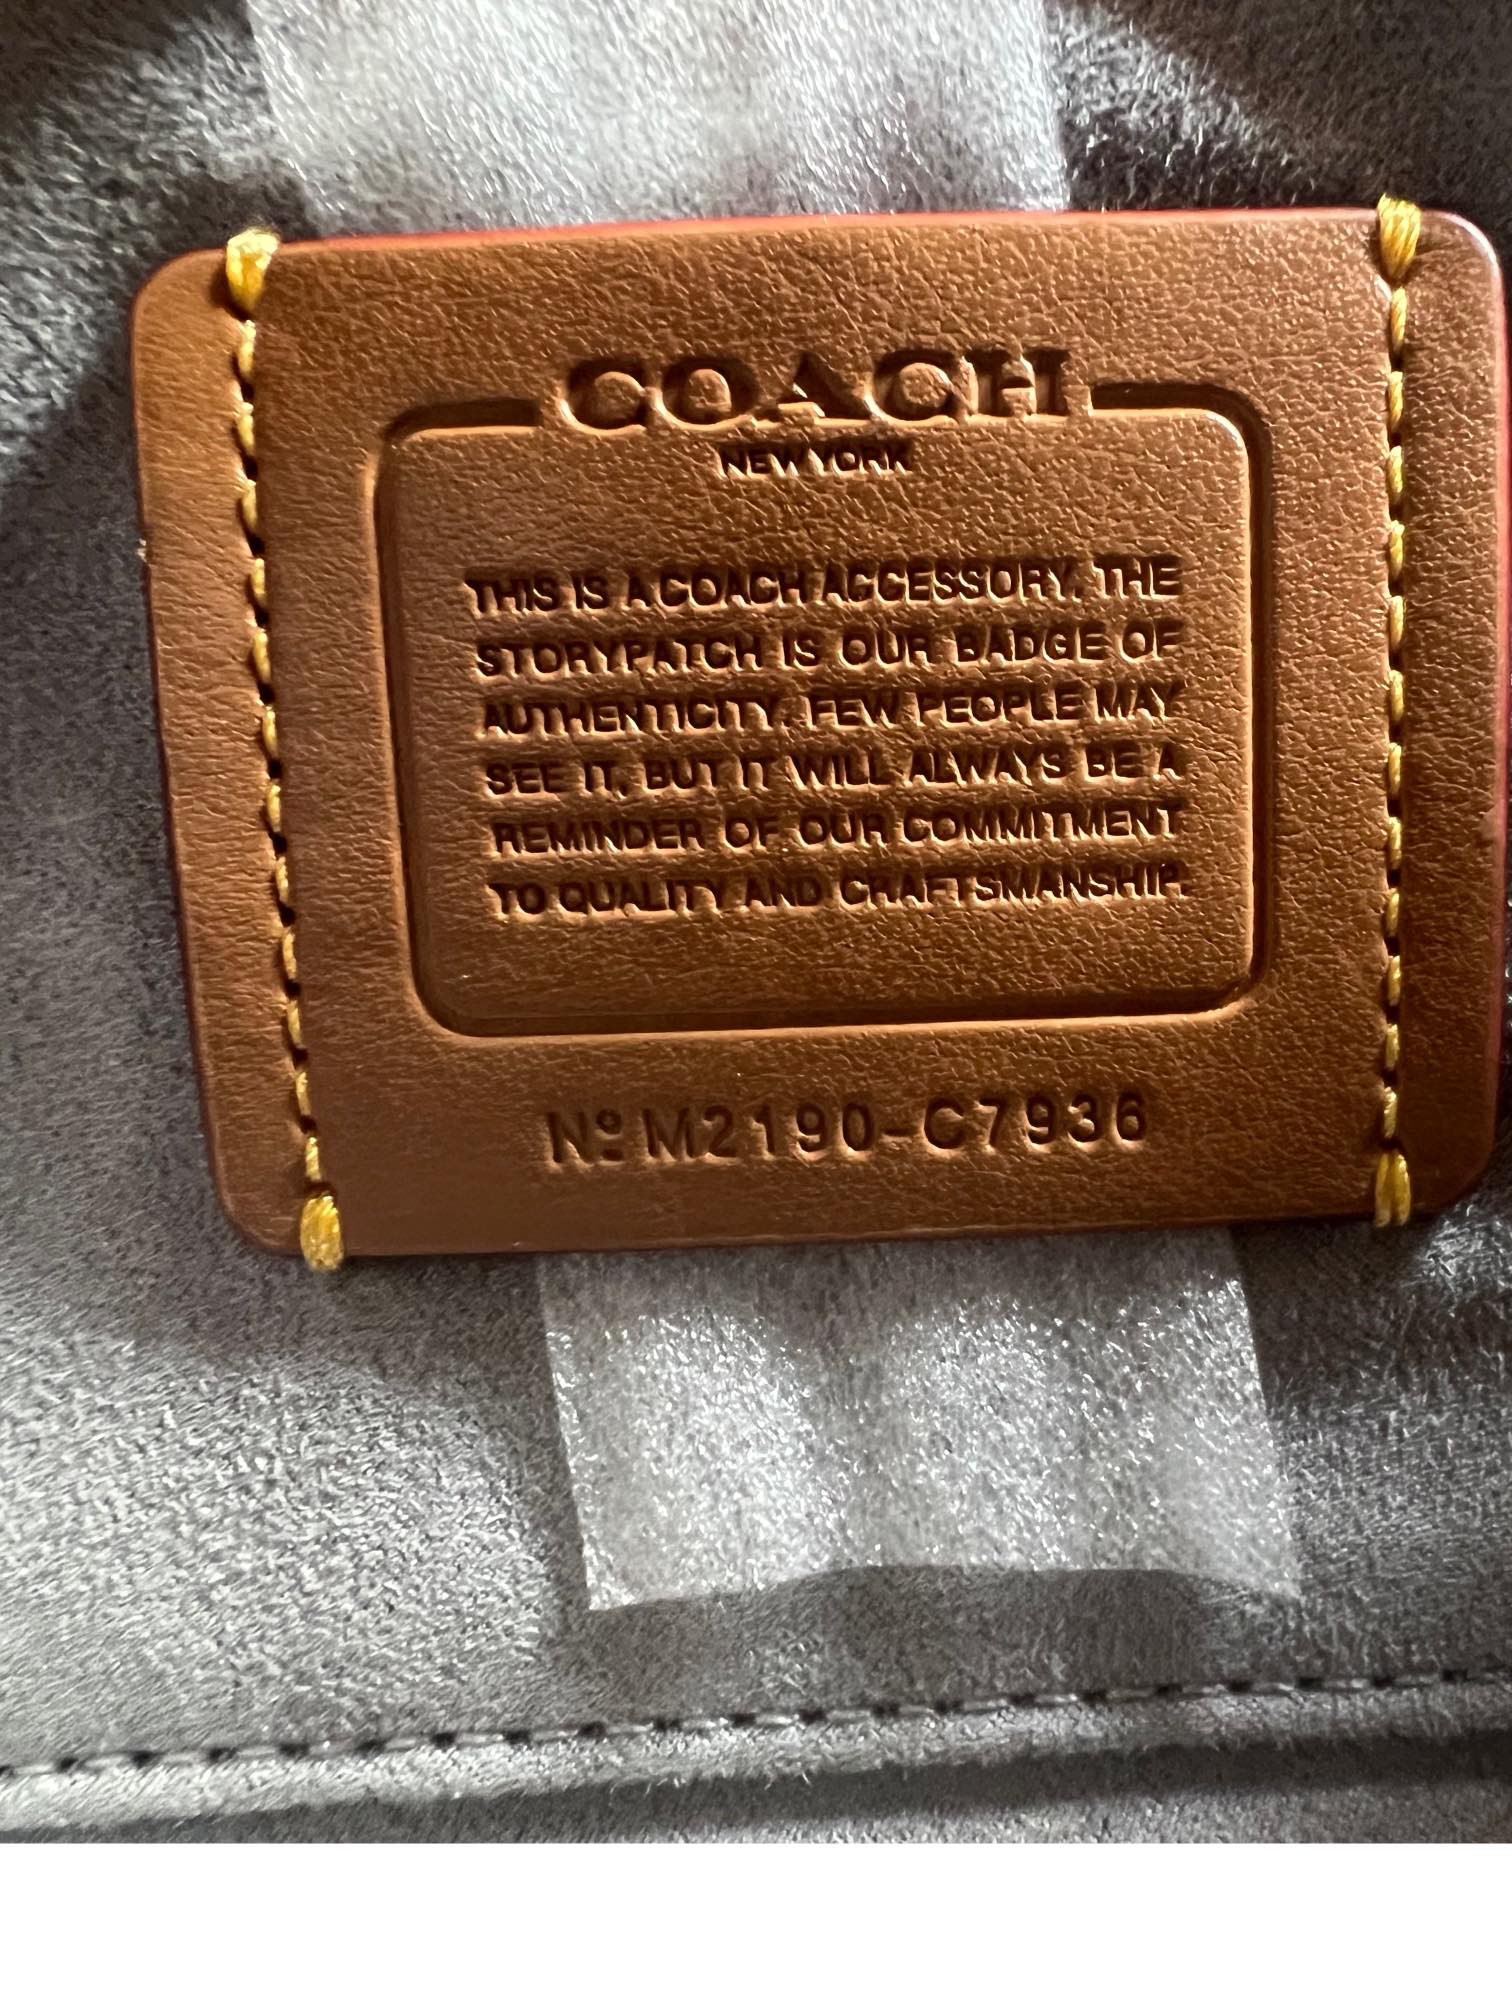 COACH
NEW YORK
THIS IS A COACH ACCESSORY. THE
STORYPATCH IS OUR BADGE OF
AUTHENTICITY. FEW PEOPLE MAY
SEE IT, BUT IT WILL ALWAYS BE A
REMINDER OF OUR COMMITMENT
TO QUALITY AND CRAFTSMANSHIP.
Nº M2190-C7936